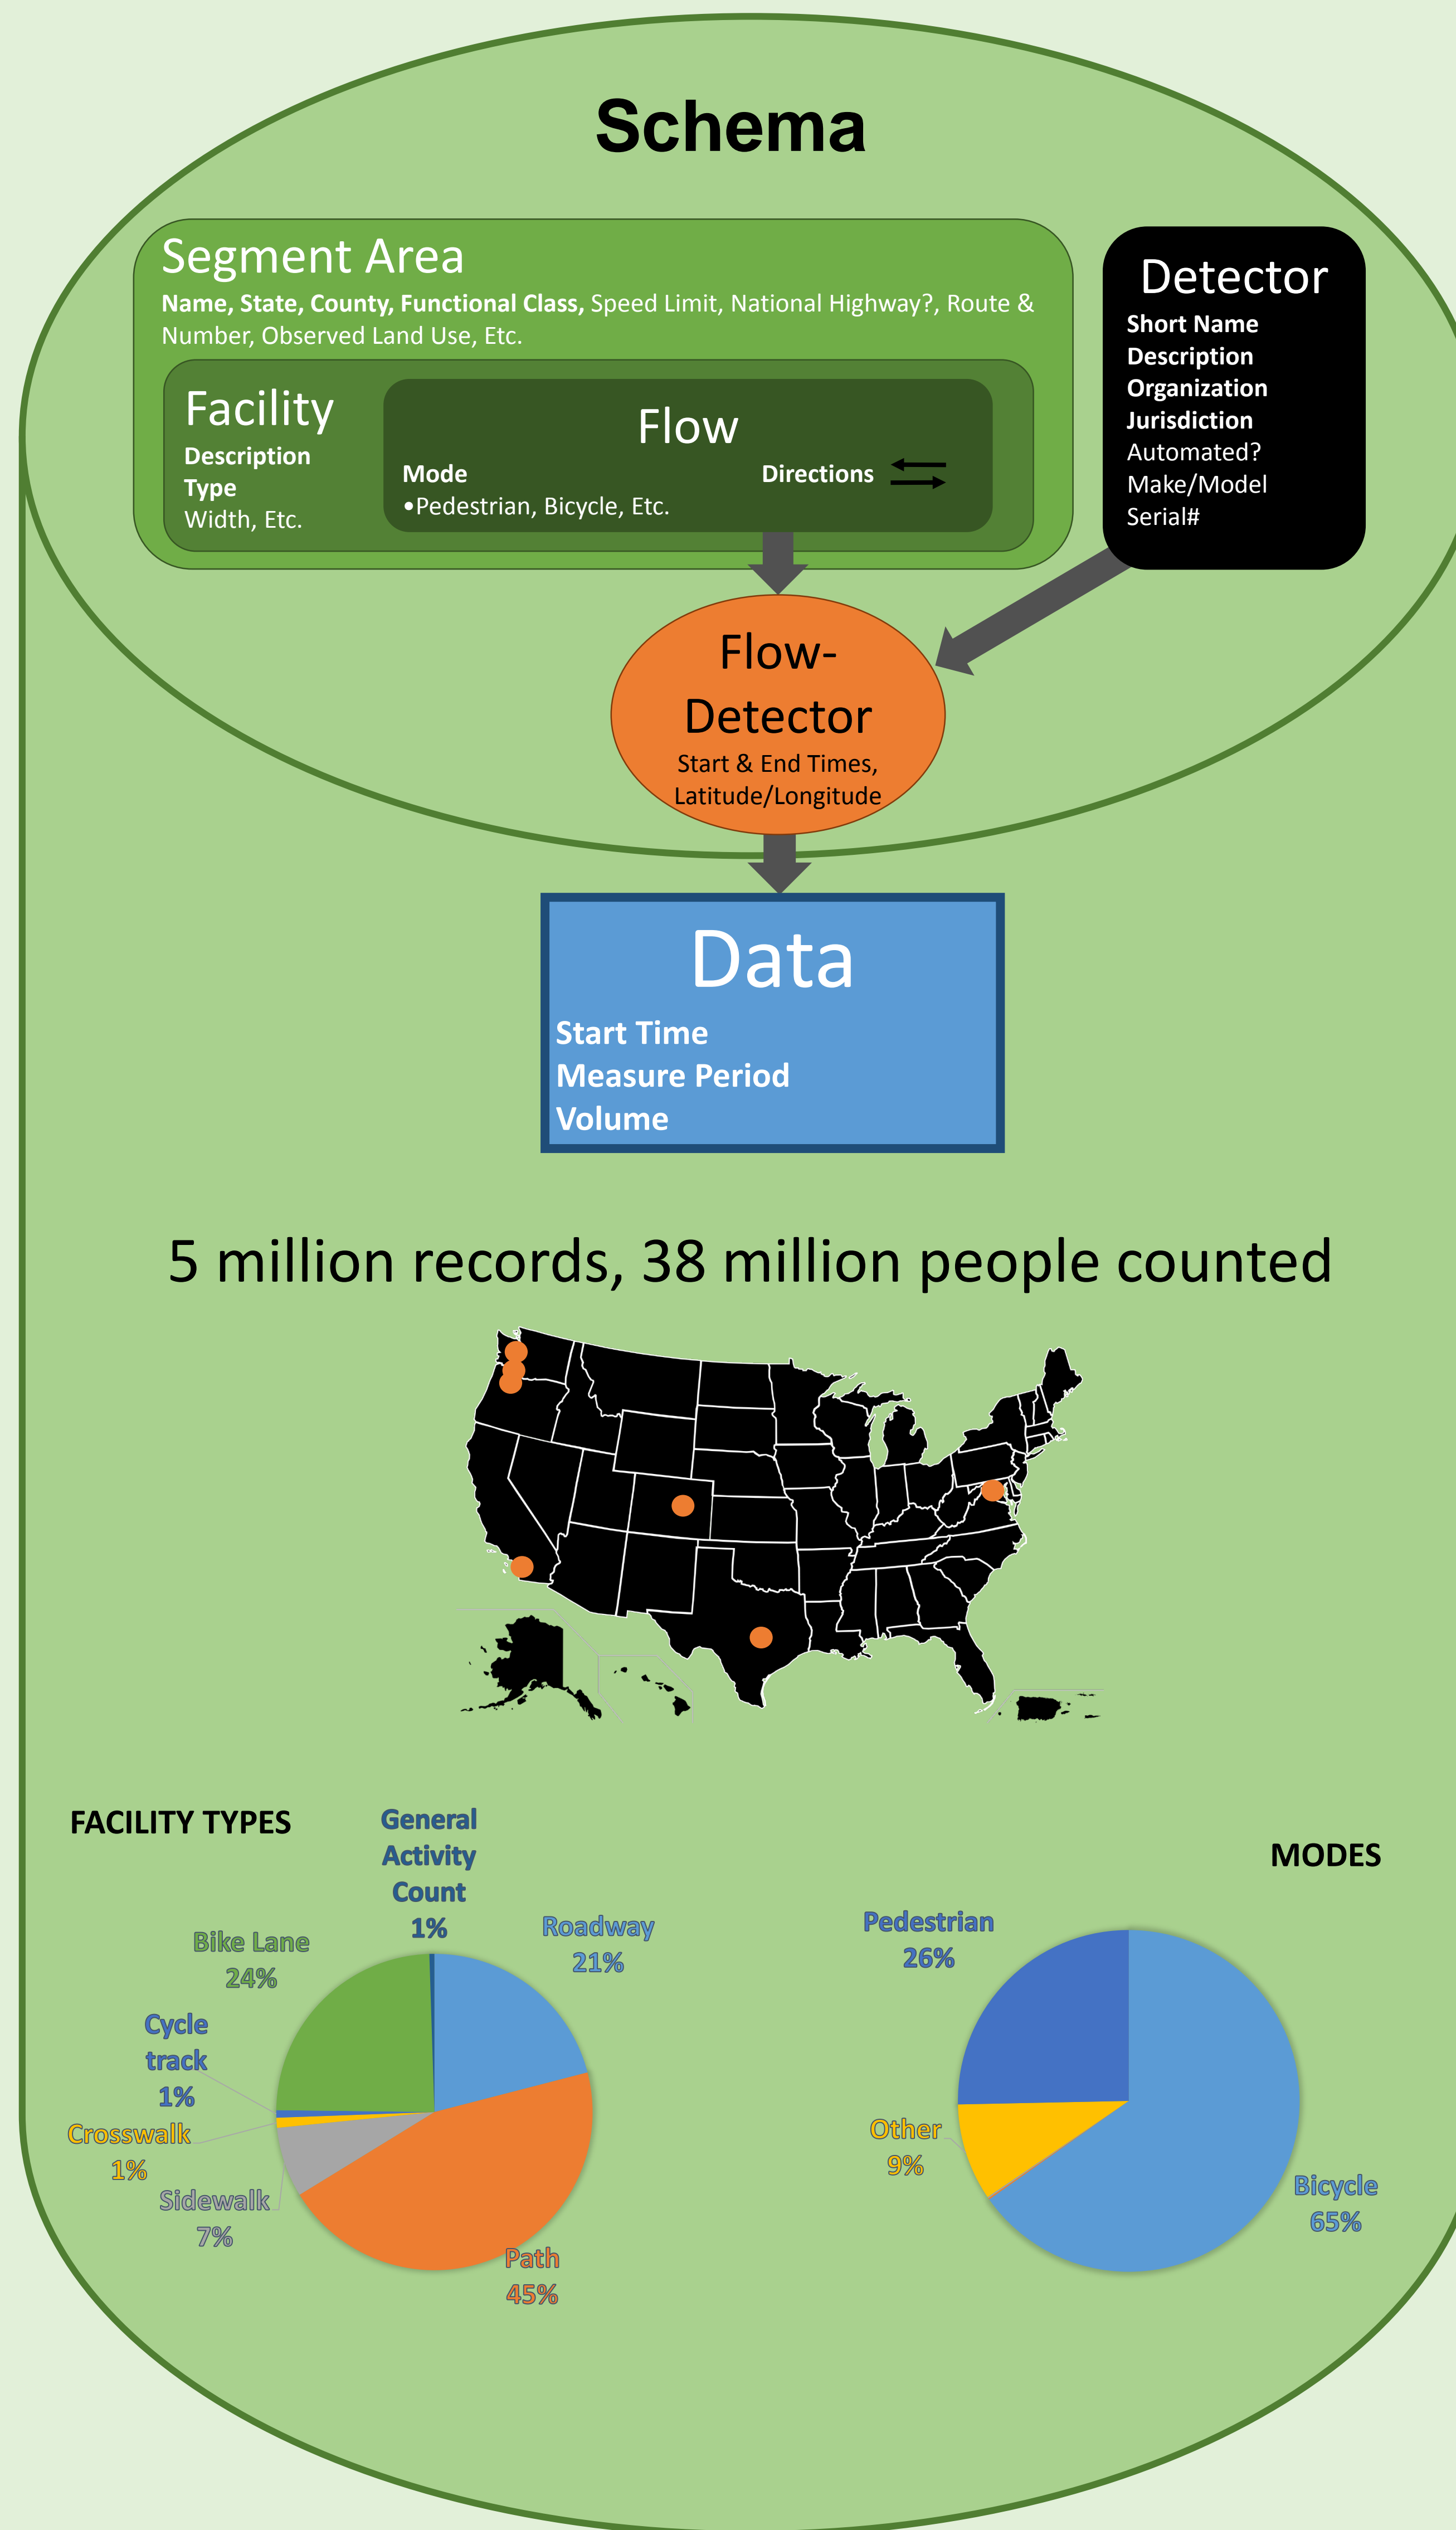 Schema
Segment Area
Name, State, County, Functional Class, Speed Limit, National Highway?, Route &
Number, Observed Land Use, Etc.
Facility
Description
Type
Width, Etc.
Flow
Mode
•Pedestrian, Bicycle, Etc.
Directions
Detector
Short Name
Description
Organization
Jurisdiction
Automated?
Make/Model
Serial#
Flow-
Detector
Start & End Times,
Latitude/Longitude
Data
Start Time
Measure Period
Volume
5 million records, 38 million people counted
FACILITY TYPES
General
Activity
Count
1%
Roadway
21%
Bike Lane
24%
Cycle
track
1%
Crosswalk
1%
Sidewalk
7%
Path
45%
MODES
Pedestrian
26%
Other
9%
Bicycle
65%